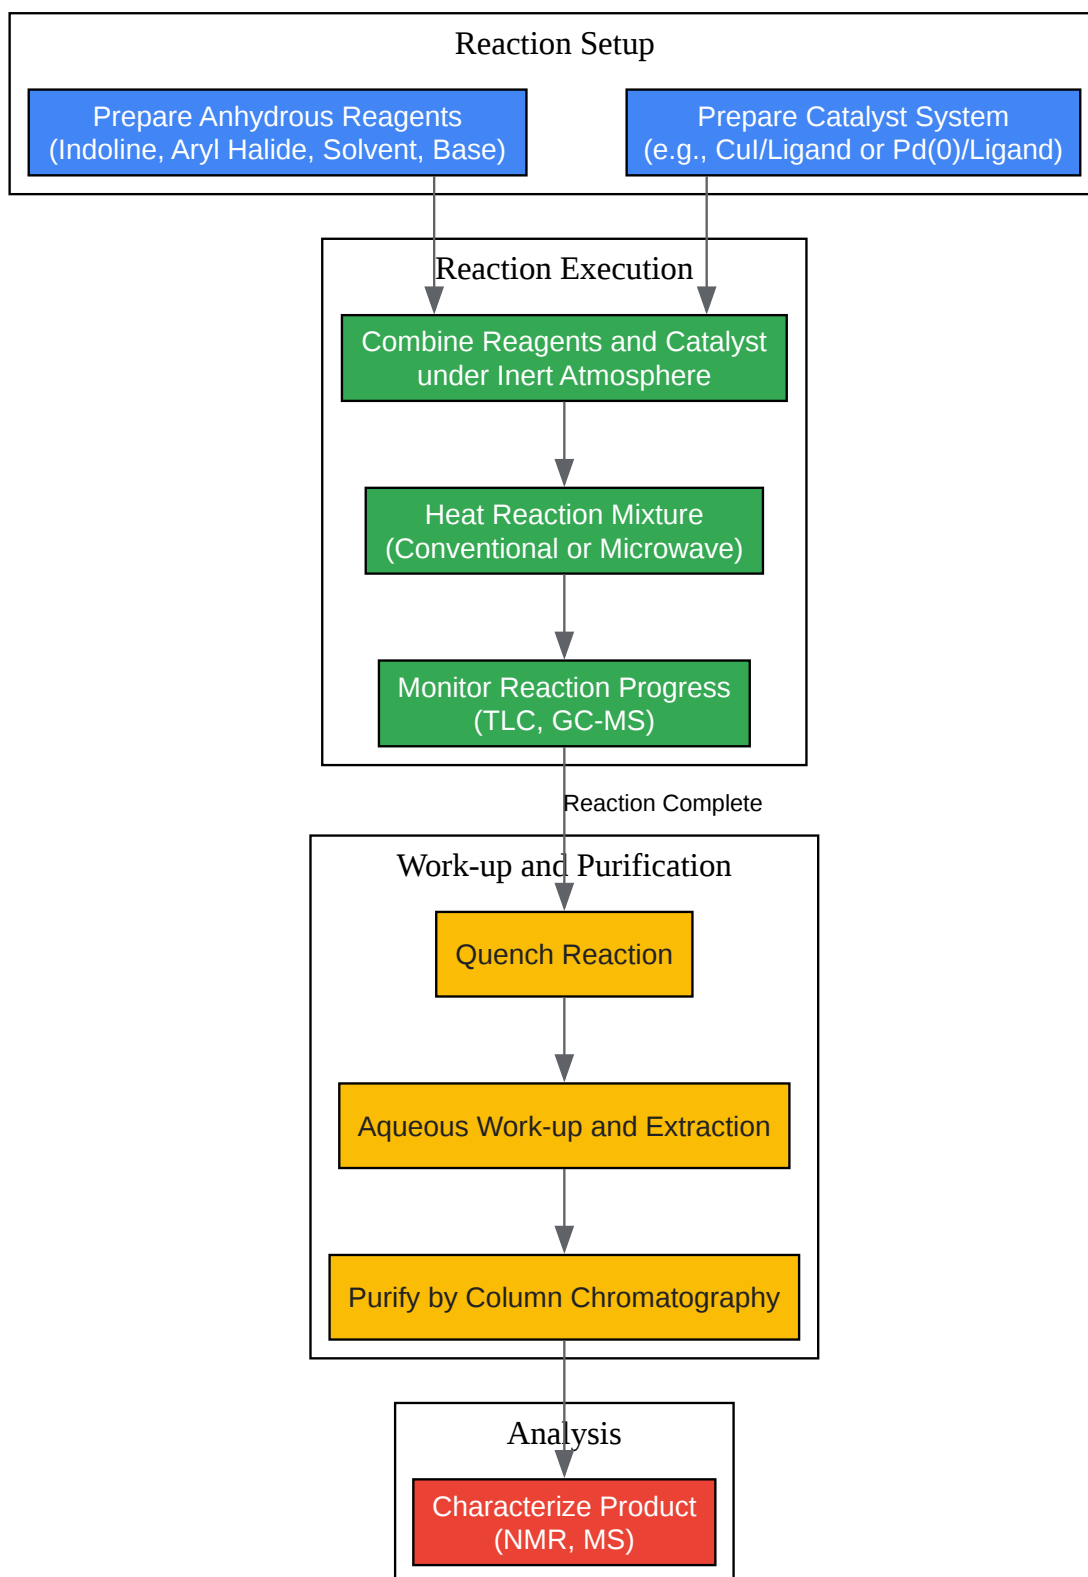 Reaction Setup
Prepare Anhydrous Reagents
(Indoline, Aryl Halide, Solvent, Base)
Prepare Catalyst System
(e.g., CuI/Ligand or Pd(0)/Ligand)
Reaction Execution
Combine Reagents and Catalyst
under Inert Atmosphere
Heat Reaction Mixture
(Conventional or Microwave)
Monitor Reaction Progress
(TLC, GC-MS)
Reaction Complete
Work-up and Purification
Quench Reaction
Aqueous Work-up and Extraction
Purify by Column Chromatography
Analysis
Characterize Product
(NMR, MS)